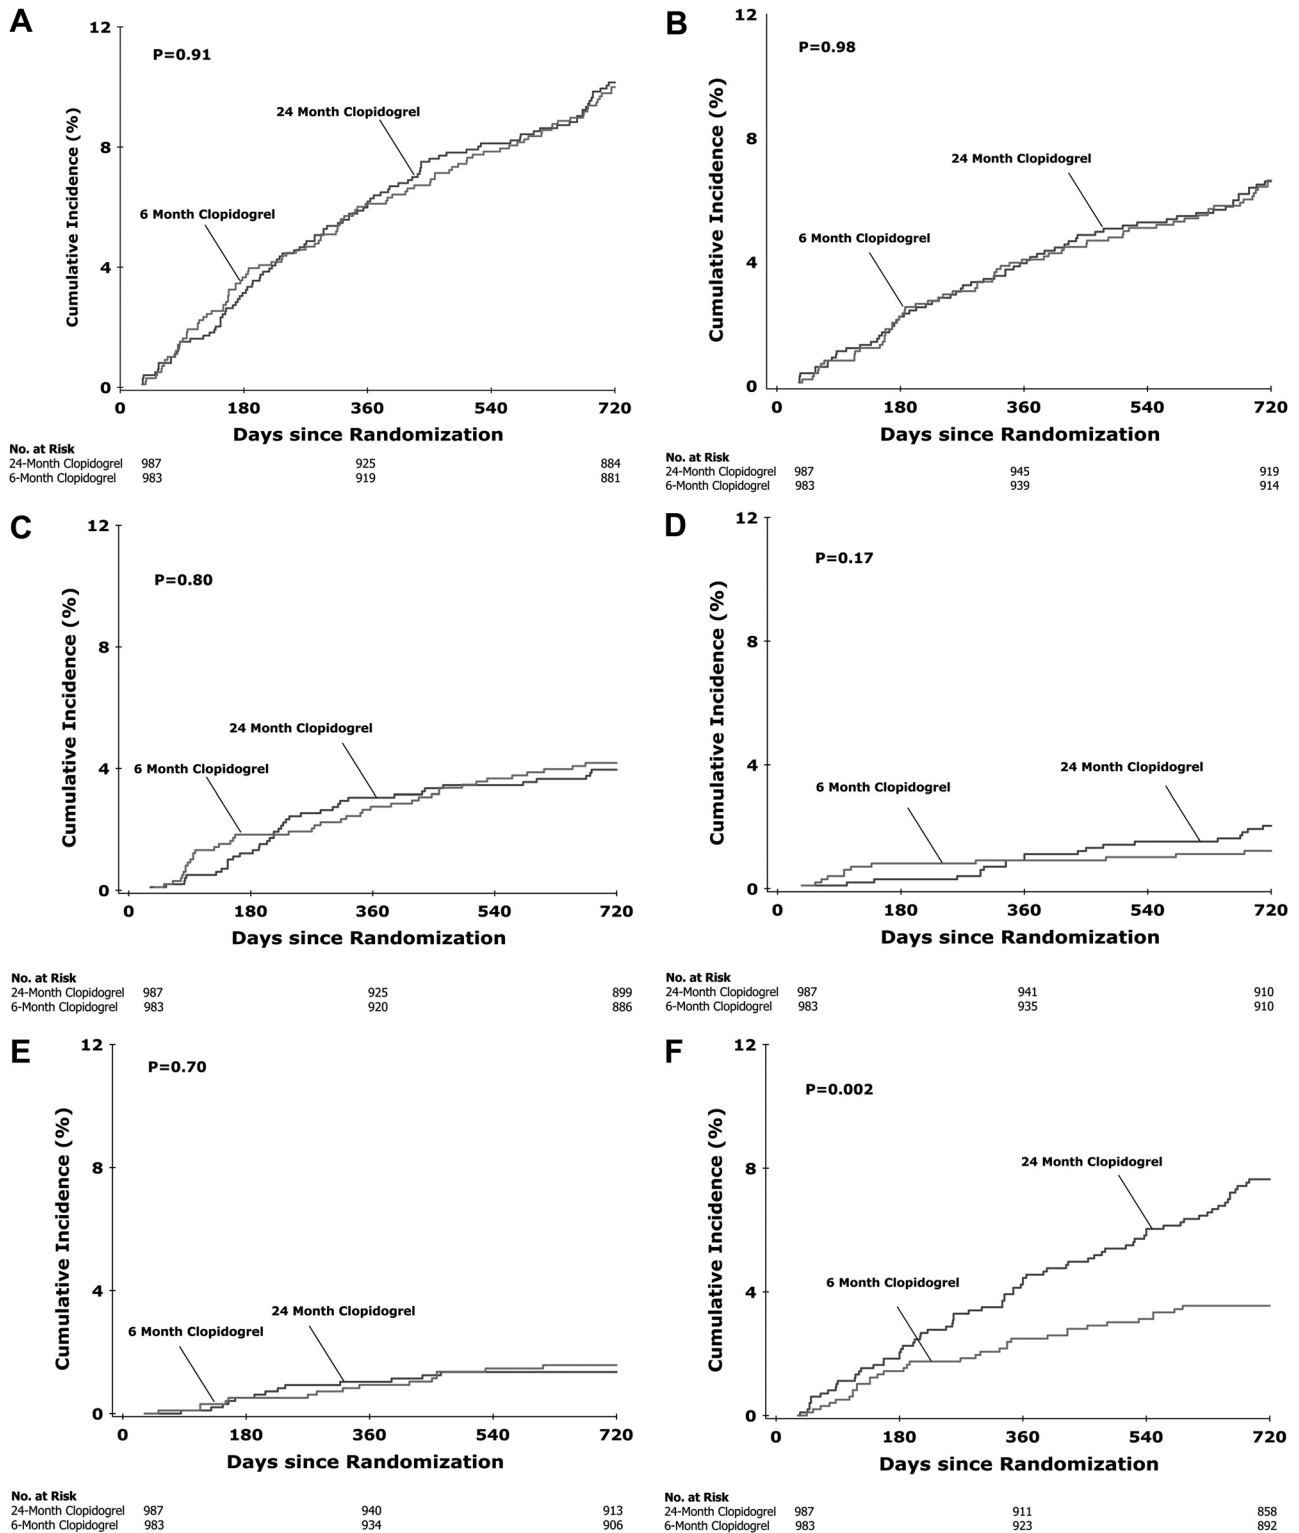 A
12
P=0.91
24 Month Clopidogrel
8
6 Month Clopidogrel
4
0
Cumulative Incidence (%)
0 180 360 540 720
Days since Randomization
No. at Risk
24-Month Clopidogrel 987 925 884
6-Month Clopidogrel 983 919 881
B
12
P=0.98
8
24 Month Clopidogrel
6 Month Clopidogrel
4
0
Cumulative Incidence (%)
0 180 360 540 720
Days since Randomization
No. at Risk
24-Month Clopidogrel 987 945 919
6-Month Clopidogrel 983 939 914
C
12
P=0.80
8
24 Month Clopidogrel
6 Month Clopidogrel
4
0
Cumulative Incidence (%)
0 180 360 540 720
Days since Randomization
No. at Risk
24-Month Clopidogrel 987 925 899
6-Month Clopidogrel 983 920 886
D
12
P=0.17
8
24 Month Clopidogrel
4
6 Month Clopidogrel
0
Cumulative Incidence (%)
0 180 360 540 720
Days since Randomization
No. at Risk
24-Month Clopidogrel 987 941 910
6-Month Clopidogrel 983 935 910
E
12
P=0.70
8
4
24 Month Clopidogrel
6 Month Clopidogrel
0
Cumulative Incidence (%)
0 180 360 540 720
Days since Randomization
No. at Risk
24-Month Clopidogrel 987 940 913
6-Month Clopidogrel 983 934 906
F
12
P=0.002
24 Month Clopidogrel
8
6 Month Clopidogrel
4
0
Cumulative Incidence (%)
0 180 360 540 720
Days since Randomization
No. at Risk
24-Month Clopidogrel 987 911 858
6-Month Clopidogrel 983 923 892